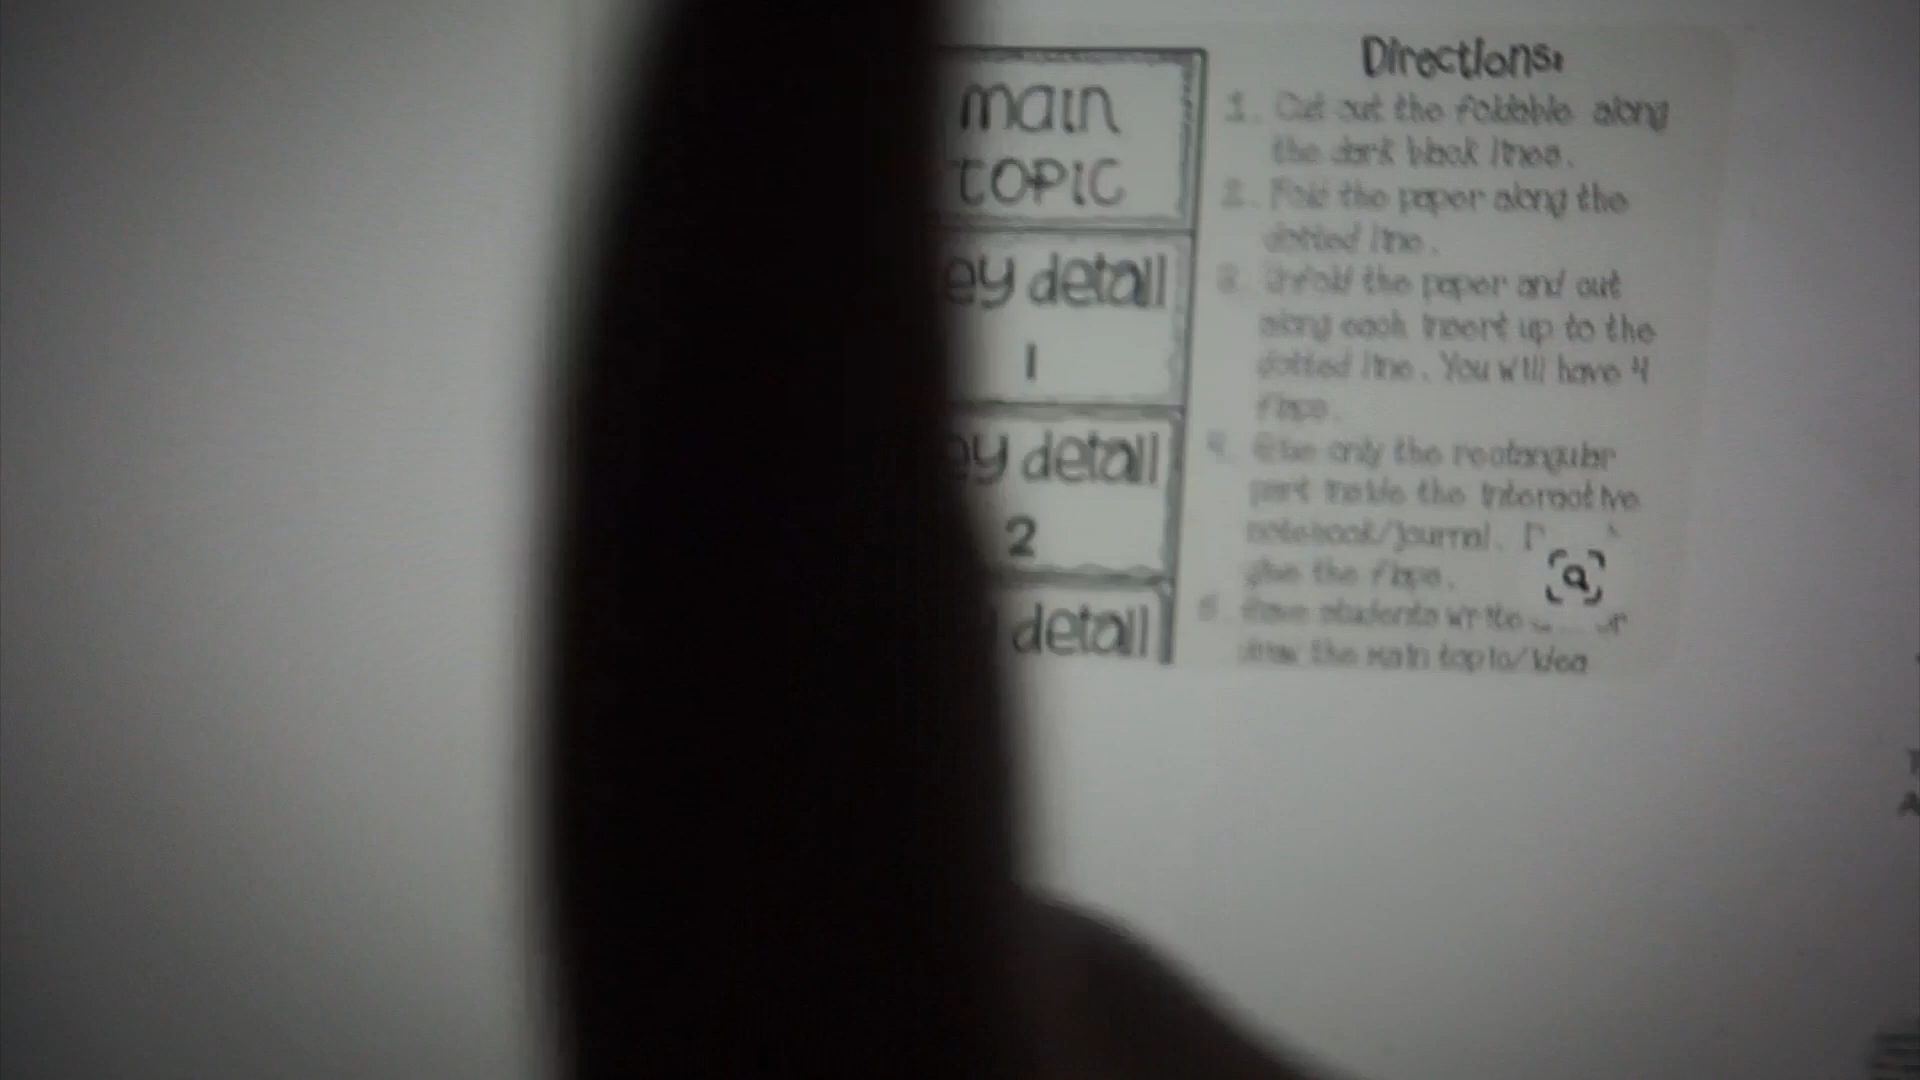 main
TOPIC
ey detail
1
ey detail
2
detail
Directions:
1. Cut out the foldable along
the dark black lines.
2. Fold the paper along the
dotted line.
3. Unfold the paper and cut
along each insert up to the
dotted line. You will have 4
flaps.
4. Glue only the rectangular
part inside the interactive
notebook/journal.
glue the flaps.
5. Have students write
draw the main topic/idea